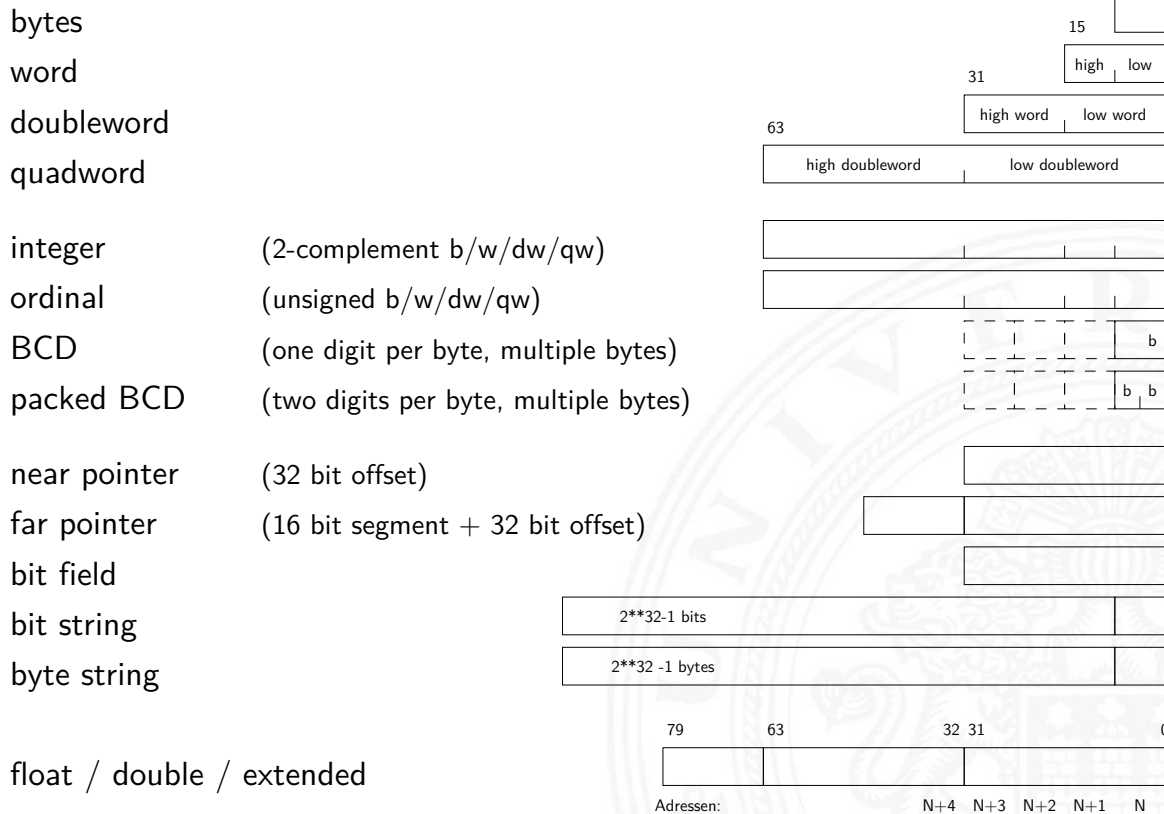 bytes
15
word high low
31
doubleword high word low word
63
quadword high doubleword low doubleword
integer (2-complement b/w/dw/qw)
ordinal (unsigned b/w/dw/qw)
BCD (one digit per byte, multiple bytes) b
packed BCD (two digits per byte, multiple bytes) b b
near pointer (32 bit offset)
far pointer (16 bit segment + 32 bit offset)
bit field
bit string 2**32-1 bits
byte string 2**32 -1 bytes
79 63 32 31 0
float / double / extended
Adressen: N+4 N+3 N+2 N+1 N